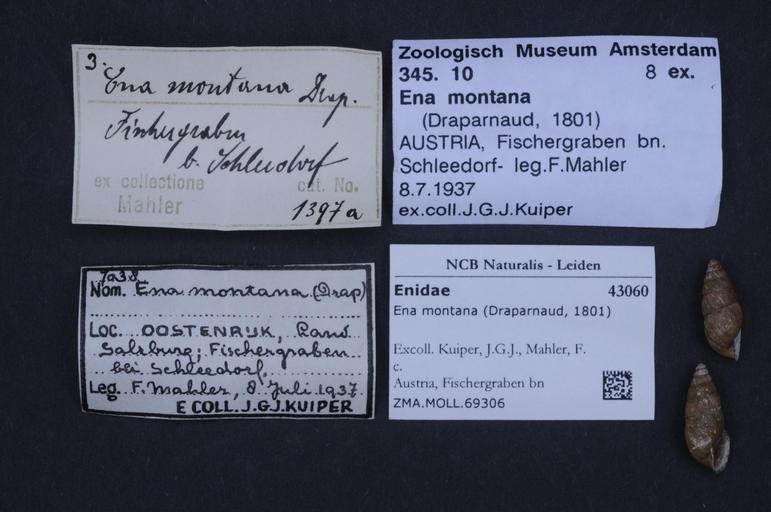 3.
Ena montana Drap.
Fischergraben
b. Schleedorf
ex collectione cat. No.
Mahler 1397a
Zoologisch Museum Amsterdam
345. 10 8 ex.
Ena montana
(Draparnaud, 1801)
AUSTRIA, Fischergraben bn.
Schleedorf- leg.F.Mahler
8.7.1937
ex.coll.J.G.J.Kuiper
7a38
Nom. Ena montana (Drap)
Loc. OOSTENRIJK, Land
Salzburg; Fischergraben
bei Schleedorf,
Leg. F. Mahler, 8 Juli 1937
E COLL. J.G.J.KUIPER
NCB Naturalis - Leiden
Enidae 43060
Ena montana (Draparnaud, 1801)
Excoll. Kuiper, J.G.J., Mahler, F.
c.
Austria, Fischergraben bn
ZMA.MOLL.69306